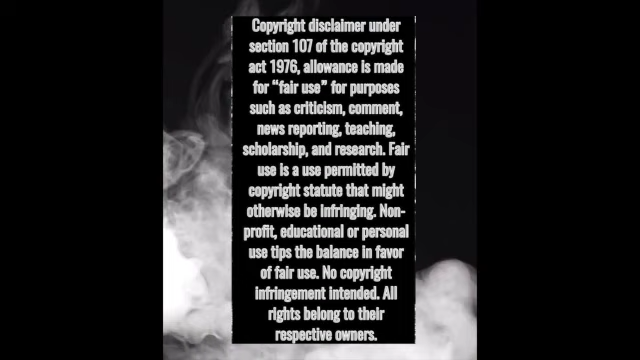 Copyright disclaimer under
section 107 of the copyright
act 1976, allowance is made
for “fair use” for purposes
such as criticism, comment,
news reporting, teaching,
scholarship, and research. Fair
use is a use permitted by
copyright statute that might
otherwise be infringing. Non-
profit, educational or personal
use tips the balance in favor
of fair use. No copyright
infringement intended. All
rights belong to their
respective owners.